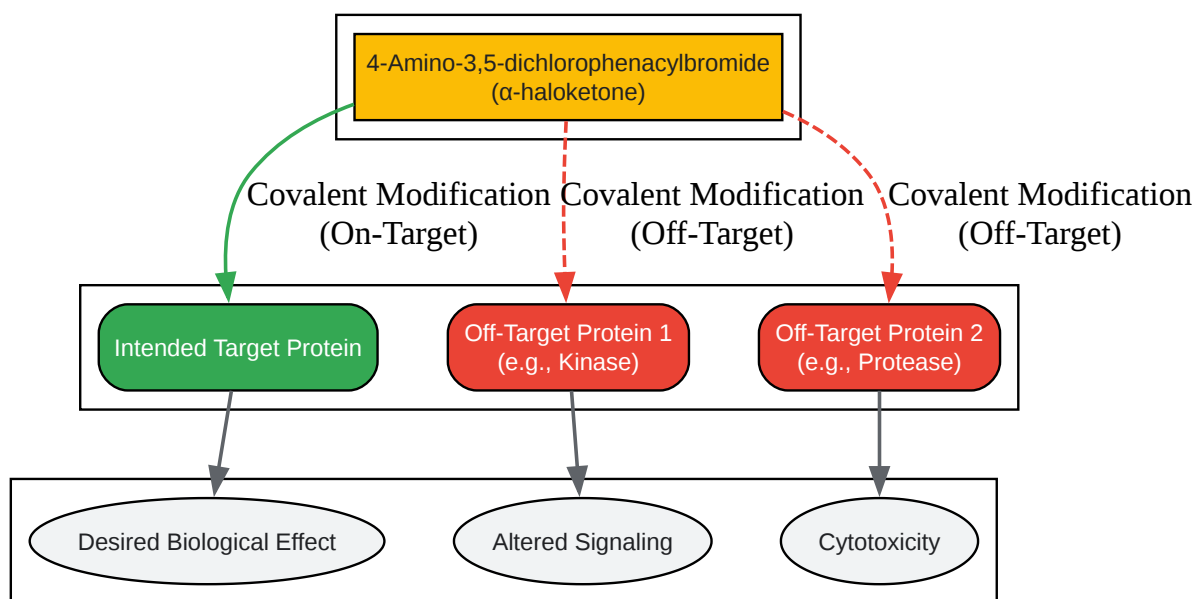 4-Amino-3,5-dichlorophenacylbromide
(α-haloketone)
Covalent Modification
(On-Target)
Covalent Modification
(Off-Target)
Covalent Modification
(Off-Target)
Intended Target Protein
Off-Target Protein 1
(e.g., Kinase)
Off-Target Protein 2
(e.g., Protease)
Desired Biological Effect
Altered Signaling
Cytotoxicity